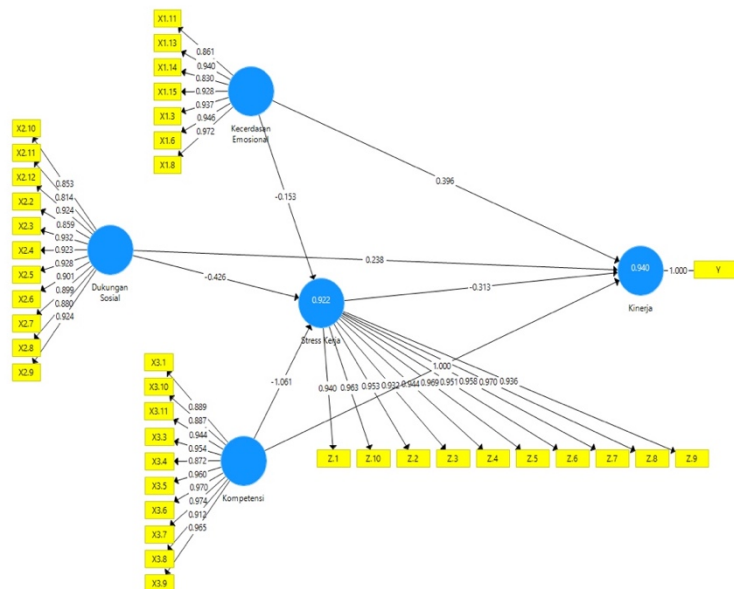 X1.11
X1.13
X1.14
X1.15
X1.3
X1.6
X1.8
0.861
0.940
0.830
0.928
0.937
0.946
0.972
Kecerdasan
Emosional
X2.10
X2.11
X2.12
X2.2
X2.3
X2.4
X2.5
X2.6
X2.7
X2.8
X2.9
0.853
0.814
0.924
0.859
0.932
0.923
0.928
0.901
0.899
0.880
0.924
Dukungan
Sosial
-0.153
0.396
0.238
-0.426
-0.313
-1.061
1.000
0.922
Stress Kerja
0.940
Kinerja
1.000
Y
X3.1
X3.10
X3.11
X3.3
X3.4
X3.5
X3.6
X3.7
X3.8
X3.9
0.889
0.887
0.944
0.954
0.872
0.960
0.970
0.974
0.912
0.965
Kompetensi
0.940 0.963 0.953 0.932 0.944 0.969 0.951 0.958 0.970 0.936
Z.1 Z.10 Z.2 Z.3 Z.4 Z.5 Z.6 Z.7 Z.8 Z.9